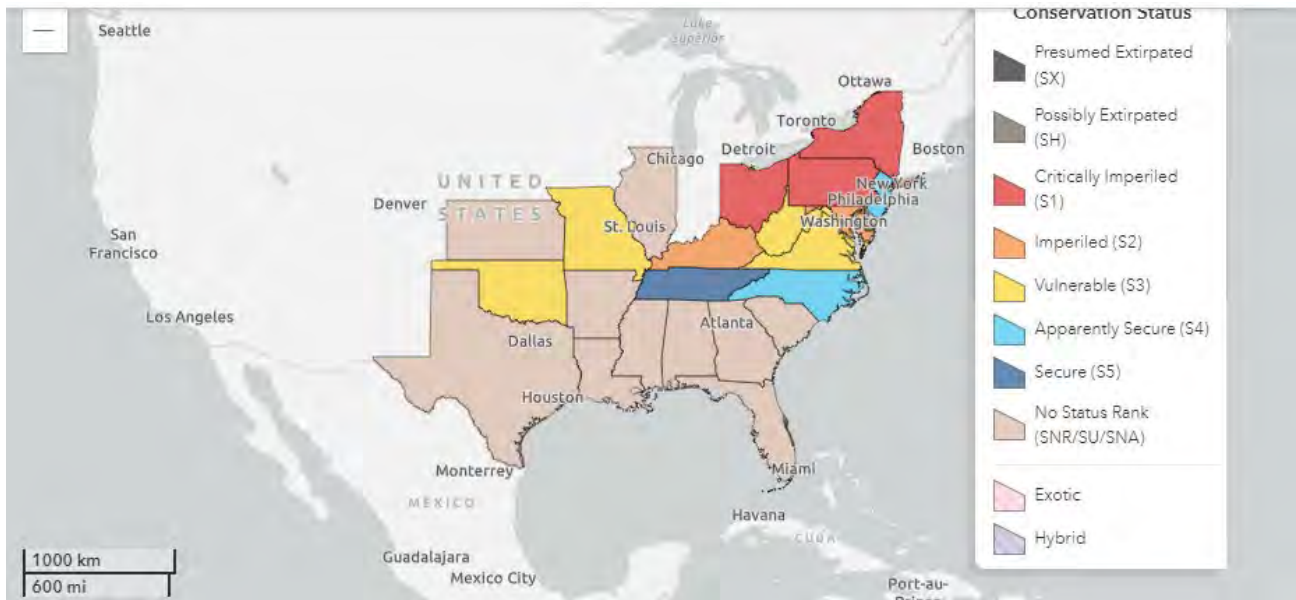 Seattle
Lake
Superior
Ottawa
Toronto
Detroit
Boston
Chicago
UNITED
STATES
New York
Philadelphia
Denver
Washington
St. Louis
San
Francisco
Los Angeles
Atlanta
Dallas
Houston
Monterrey
Miami
MÉXICO
Havana
CUBA
Guadalajara
Mexico City
Port-au-
1000 km
600 mi
Conservation Status
Presumed Extirpated
(SX)
Possibly Extirpated
(SH)
Critically Imperiled
(S1)
Imperiled (S2)
Vulnerable (S3)
Apparently Secure (S4)
Secure (S5)
No Status Rank
(SNR/SU/SNA)
Exotic
Hybrid